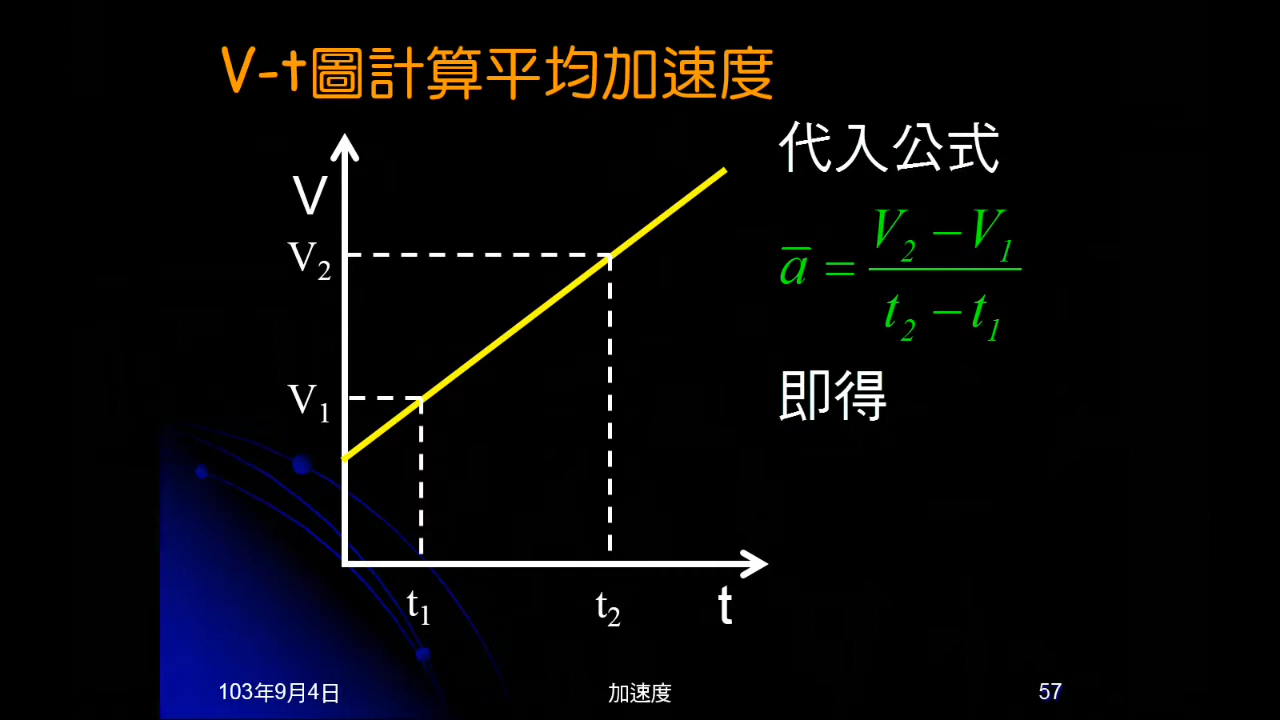 V-t圖計算平均加速度
代入公式
V
V₂
a̅ = (V₂ − V₁) / (t₂ − t₁)
V₁
即得
t₁
t₂
t
103年9月4日
加速度
57